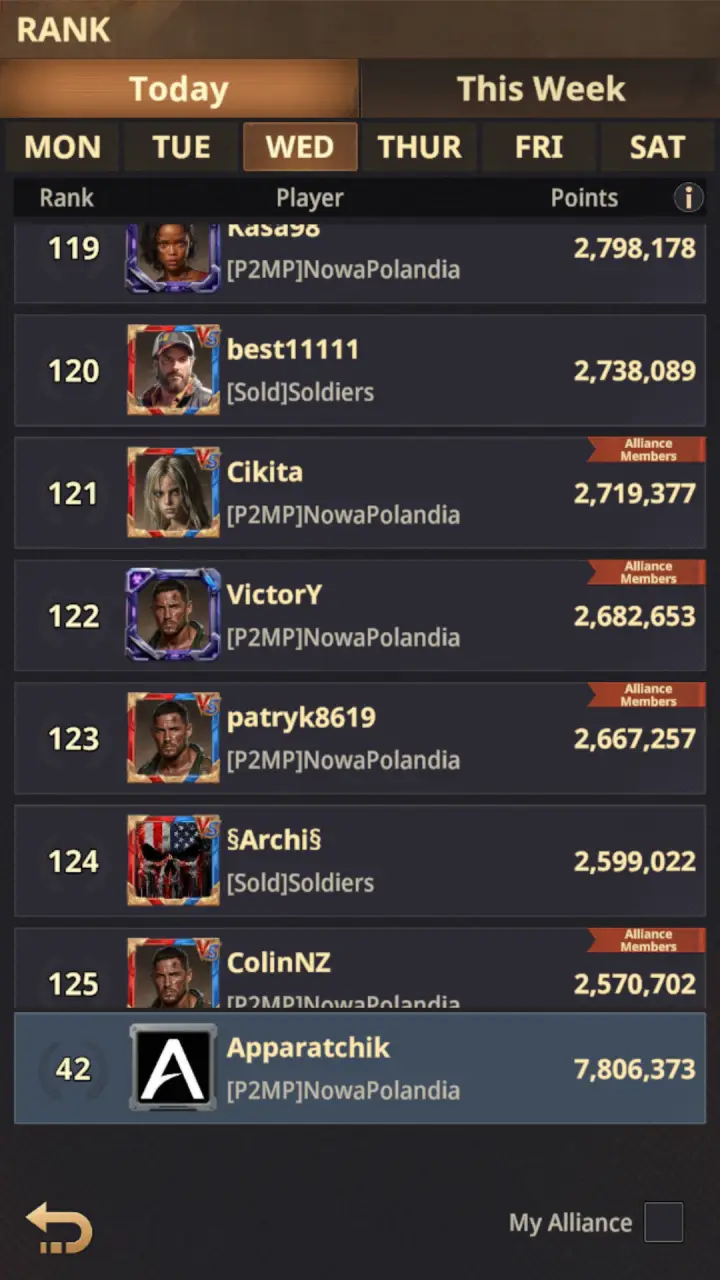 RANK
Today
This Week
MON TUE WED THUR FRI SAT
Rank Player Points
119
Kasa98
[P2MP]NowaPolandia
2,798,178
120
best11111
[Sold]Soldiers
2,738,089
121
Cikita
[P2MP]NowaPolandia
Alliance
Members
2,719,377
122
VictorY
[P2MP]NowaPolandia
Alliance
Members
2,682,653
123
patryk8619
[P2MP]NowaPolandia
Alliance
Members
2,667,257
124
§Archi§
[Sold]Soldiers
2,599,022
125
ColinNZ
[P2MP]NowaPolandia
Alliance
Members
2,570,702
42
Apparatchik
[P2MP]NowaPolandia
7,806,373
My Alliance